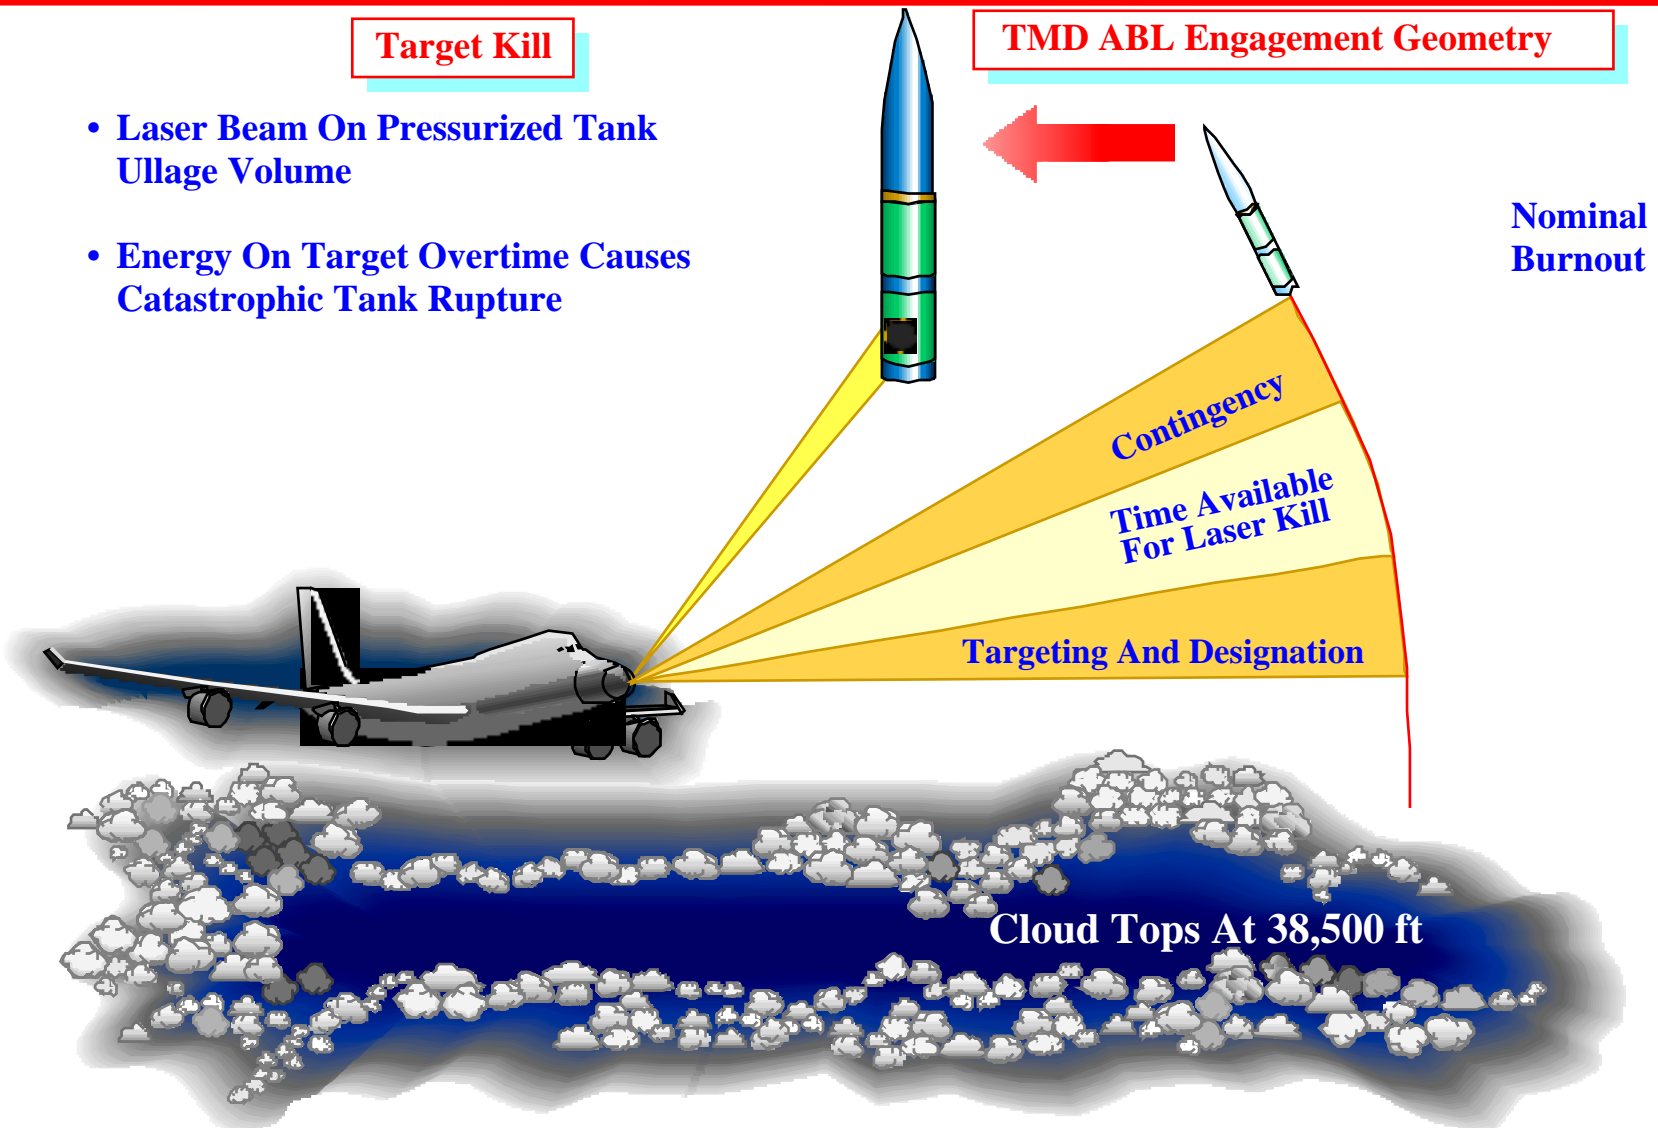 Target Kill
• Laser Beam On Pressurized Tank
Ullage Volume
• Energy On Target Overtime Causes
Catastrophic Tank Rupture
TMD ABL Engagement Geometry
Nominal
Burnout
Contingency
Time Available
For Laser Kill
Targeting And Designation
Cloud Tops At 38,500 ft